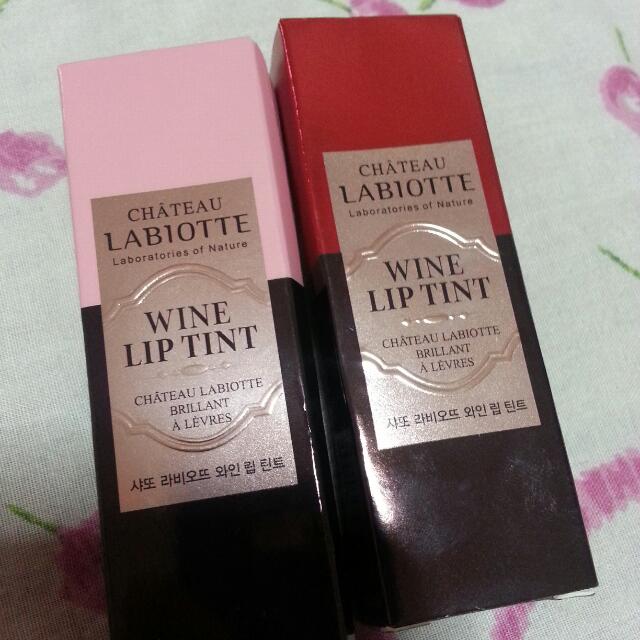 CHÂTEAU
LABIOTTE
Laboratories of Nature
WINE
LIP TINT
CHÂTEAU LABIOTTE
BRILLANT
À LÈVRES
샤또 라비오뜨 와인 립 틴트
CHÂTEAU
LABIOTTE
Laboratories of Nature
WINE
LIP TINT
CHÂTEAU LABIOTTE
BRILLANT
À LÈVRES
샤또 라비오뜨 와인 립 틴트